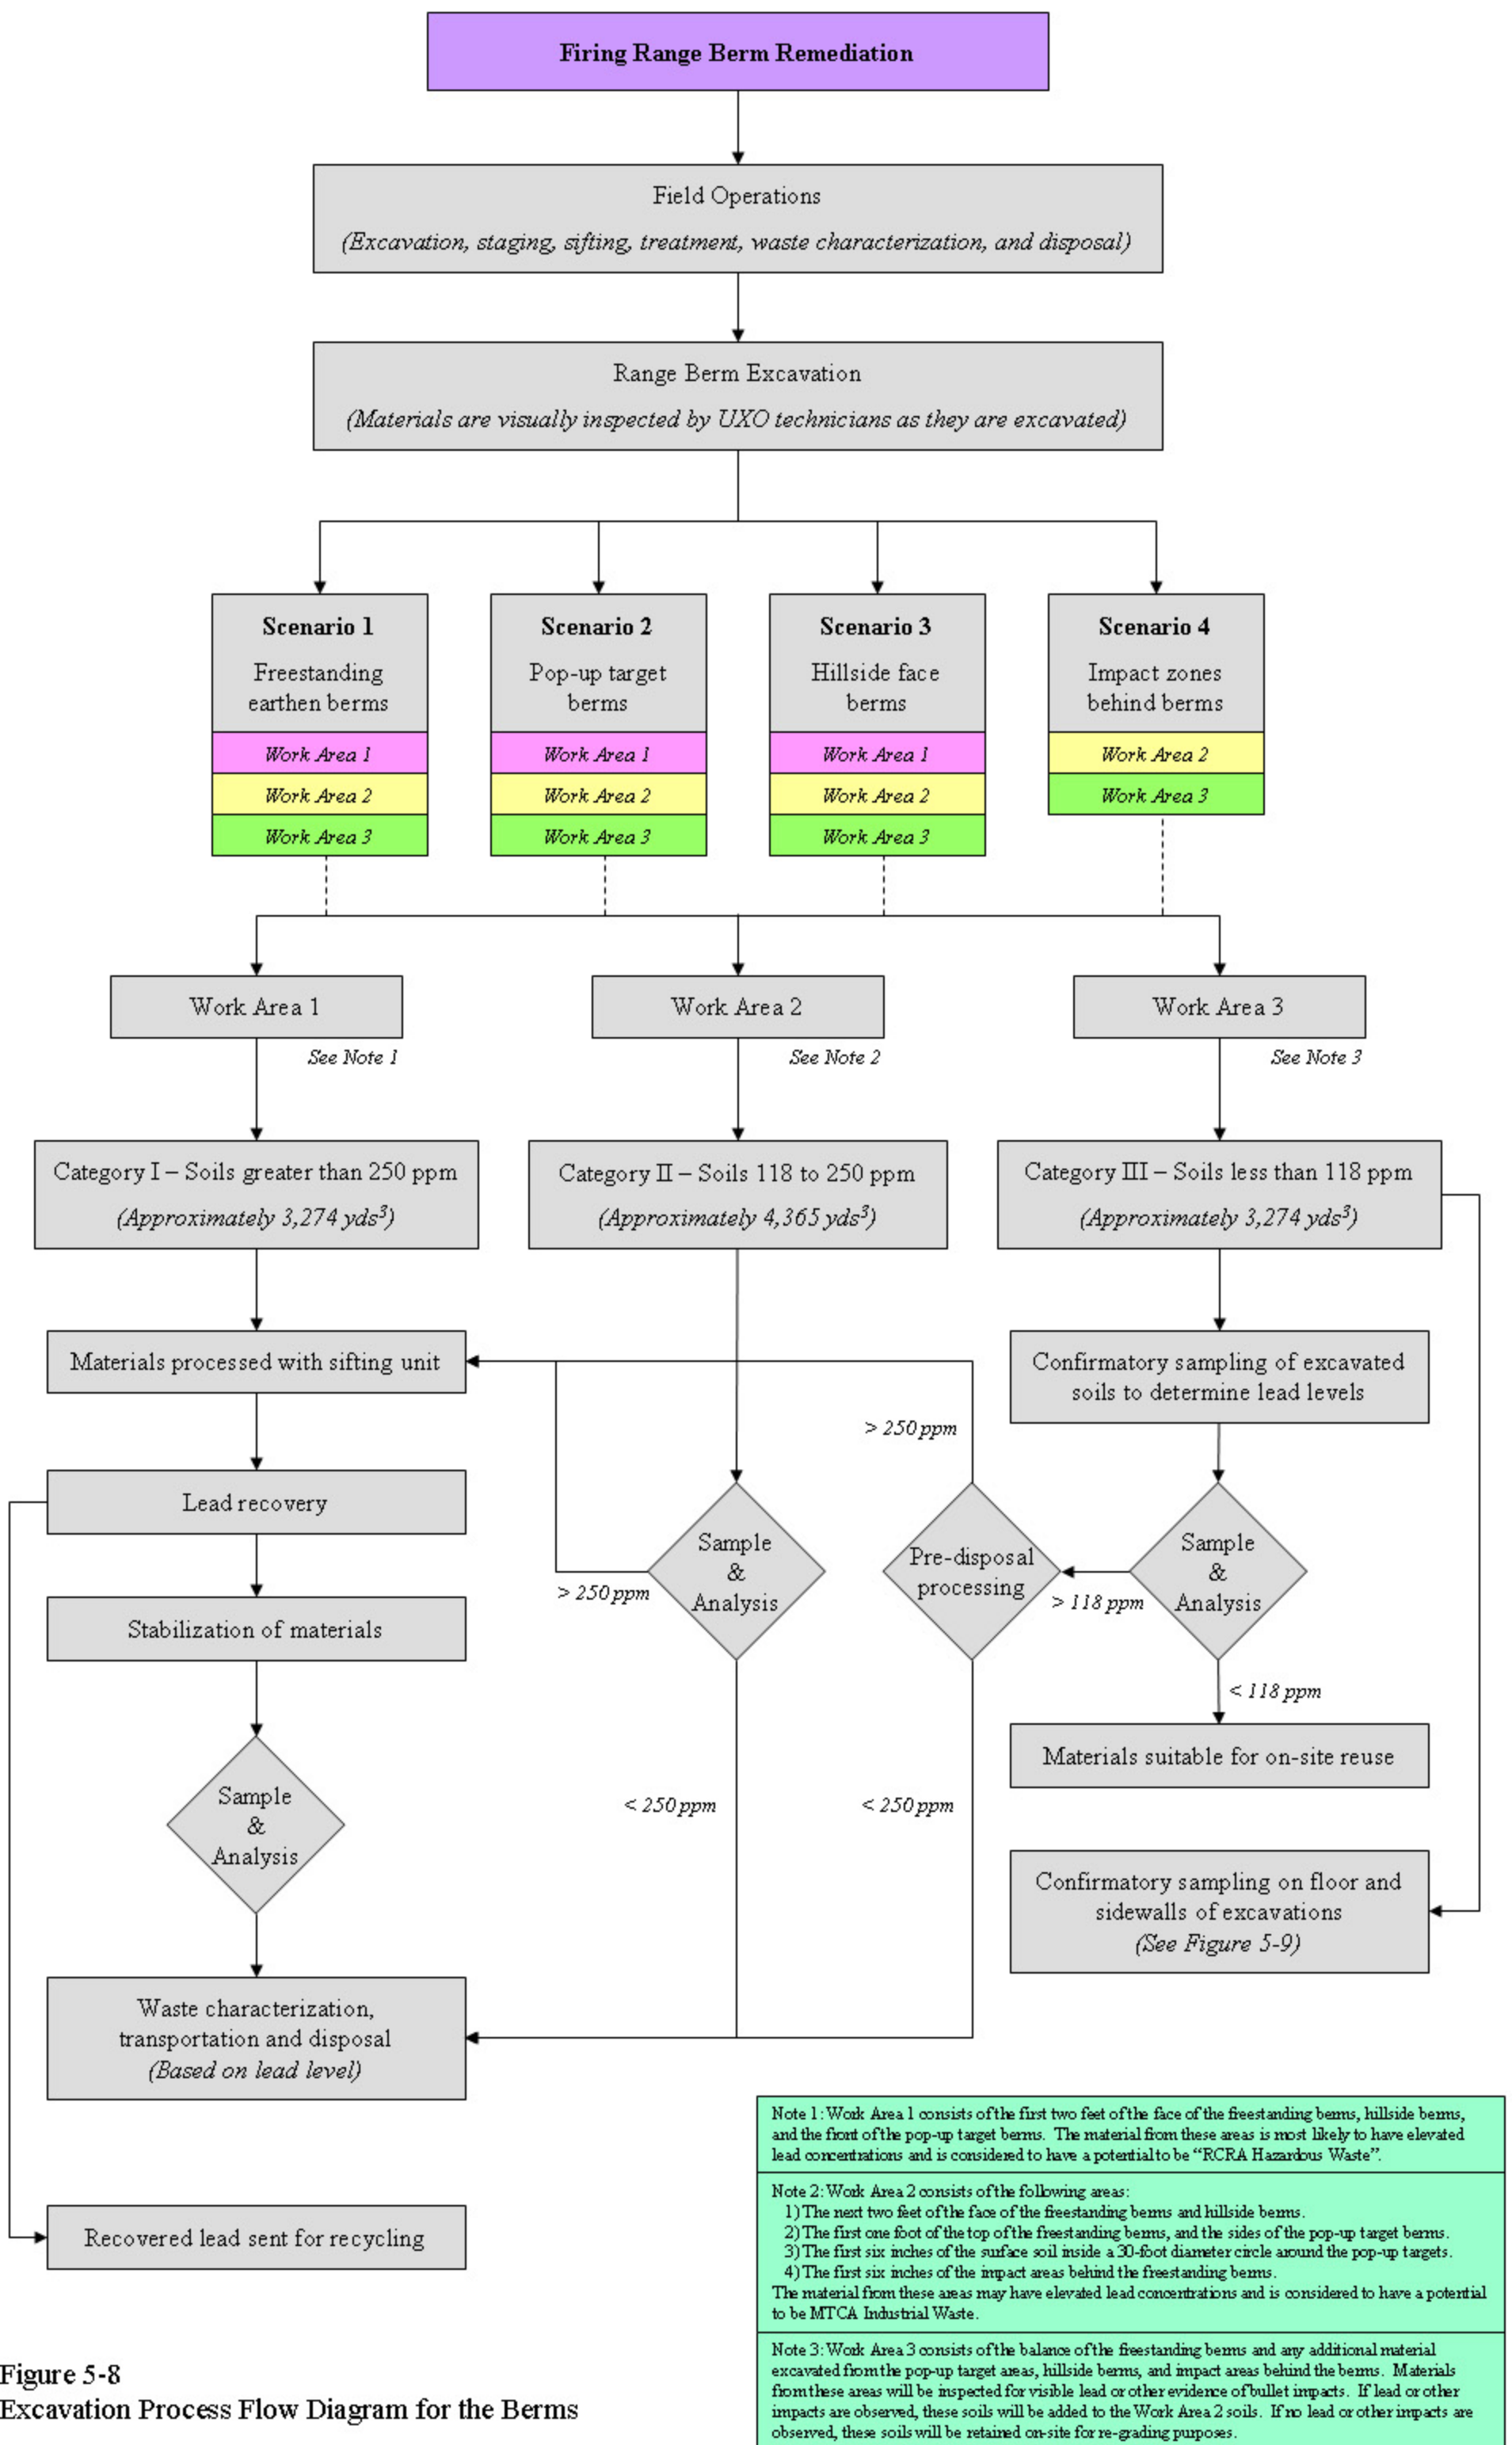 Firing Range Berm Remediation
Field Operations
(Excavation, staging, sifting, treatment, waste characterization, and disposal)
Range Berm Excavation
(Materials are visually inspected by UXO technicians as they are excavated)
Scenario 1
Freestanding
earthen berms
Work Area 1
Work Area 2
Work Area 3
Scenario 2
Pop-up target
berms
Work Area 1
Work Area 2
Work Area 3
Scenario 3
Hillside face
berms
Work Area 1
Work Area 2
Work Area 3
Scenario 4
Impact zones
behind berms
Work Area 2
Work Area 3
Work Area 1
See Note 1
Work Area 2
See Note 2
Work Area 3
See Note 3
Category I – Soils greater than 250 ppm
(Approximately 3,274 yds³)
Category II – Soils 118 to 250 ppm
(Approximately 4,365 yds³)
Category III – Soils less than 118 ppm
(Approximately 3,274 yds³)
Materials processed with sifting unit
Confirmatory sampling of excavated
soils to determine lead levels
> 250 ppm
Lead recovery
Sample
&
Analysis
> 250 ppm
Pre-disposal
processing
> 118 ppm
Sample
&
Analysis
Stabilization of materials
< 118 ppm
Materials suitable for on-site reuse
Sample
&
Analysis
< 250 ppm
< 250 ppm
Confirmatory sampling on floor and
sidewalls of excavations
(See Figure 5-9)
Waste characterization,
transportation and disposal
(Based on lead level)
Recovered lead sent for recycling
Note 1: Work Area 1 consists of the first two feet of the face of the freestanding berms, hillside berms,
and the front of the pop-up target berms. The material from these areas is most likely to have elevated
lead concentrations and is considered to have a potential to be “RCRA Hazardous Waste”.
Note 2: Work Area 2 consists of the following areas:
1) The next two feet of the face of the freestanding berms and hillside berms.
2) The first one foot of the top of the freestanding berms, and the sides of the pop-up target berms.
3) The first six inches of the surface soil inside a 30-foot diameter circle around the pop-up targets.
4) The first six inches of the impact areas behind the freestanding berms.
The material from these areas may have elevated lead concentrations and is considered to have a potential
to be MTCA Industrial Waste.
Note 3: Work Area 3 consists of the balance of the freestanding berms and any additional material
excavated from the pop-up target areas, hillside berms, and impact areas behind the berms. Materials
from these areas will be inspected for visible lead or other evidence of bullet impacts. If lead or other
impacts are observed, these soils will be added to the Work Area 2 soils. If no lead or other impacts are
observed, these soils will be retained on-site for re-grading purposes.
Figure 5-8
Excavation Process Flow Diagram for the Berms